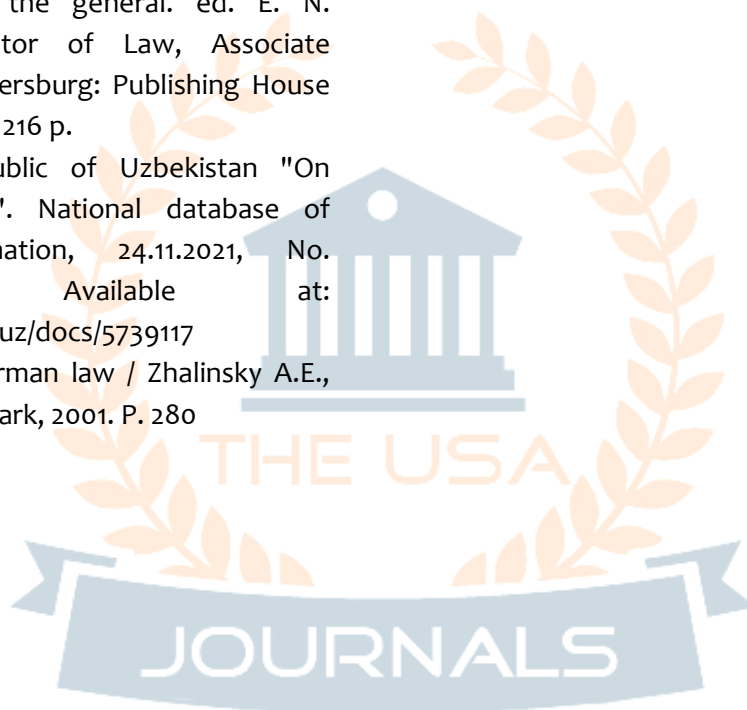 the general. ed. E. N.
tor of Law, Associate
ersburg: Publishing House
216 p.
ublic of Uzbekistan "On
". National database of
nation, 24.11.2021, No.
Available at:
uz/docs/5739117
rman law / Zhalinsky A.E.,
ark, 2001. P. 280
THE USA
JOURNALS